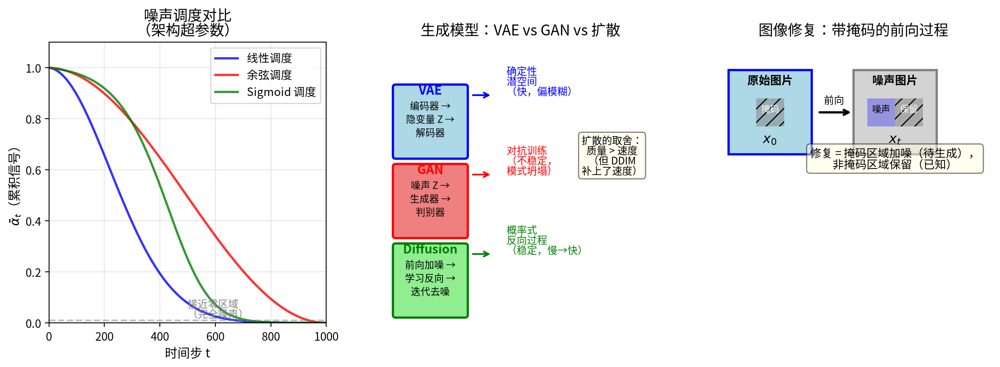 噪声调度对比
（架构超参数）
1.0
0.8
0.6
0.4
0.2
0.0
0
200
400
600
800
1000
ᾱₜ（累积信号）
时间步 t
线性调度
余弦调度
Sigmoid 调度
接近零区域
（完全噪声）
生成模型：VAE vs GAN vs 扩散
VAE
编码器 →
隐变量 Z →
解码器
确定性
潜空间
（快，偏模糊）
GAN
噪声 Z →
生成器 →
判别器
对抗训练
（不稳定，
模式坍塌）
Diffusion
前向加噪 →
学习反向 →
迭代去噪
概率式
反向过程
（稳定，慢→快）
扩散的取舍：
质量 > 速度
（但 DDIM
补上了速度）
图像修复：带掩码的前向过程
原始图片
掩码
x₀
前向
噪声图片
噪声
保留
xₜ
修复 = 掩码区域加噪（待生成），
非掩码区域保留（已知）